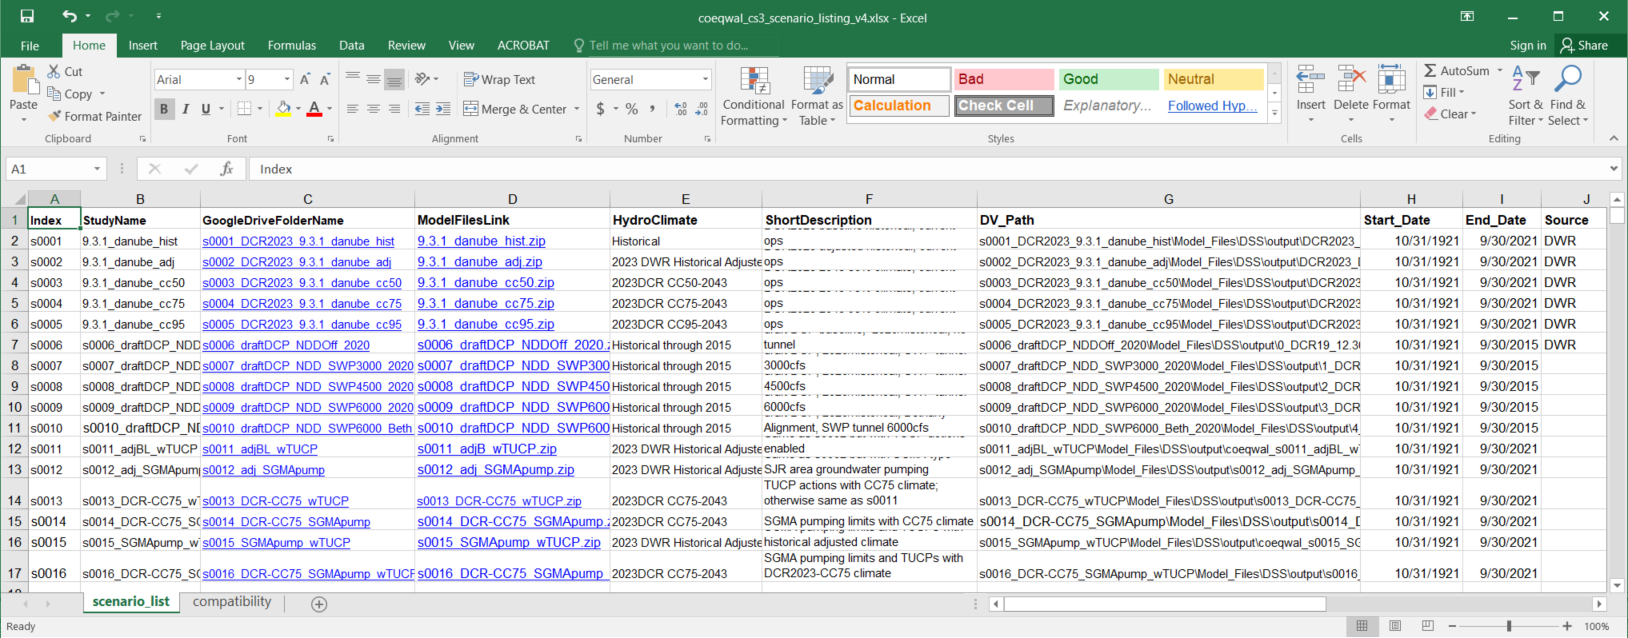 coeqwal_cs3_scenario_listing_v4.xlsx - Excel
File Home Insert Page Layout Formulas Data Review View ACROBAT Tell me what you want to do... Sign in Share
Paste Cut Copy Format Painter Clipboard
Arial 9 B I U Font
Wrap Text Merge & Center Alignment
General $ % , Number
Conditional Formatting Format as Table
Normal Bad Good Neutral
Calculation Check Cell Explanatory... Followed Hyp...
Styles
Insert Delete Format Cells
AutoSum Fill Clear Sort & Filter Find & Select Editing
A1 fx Index
A B C D E F G H I J
1 Index StudyName GoogleDriveFolderName ModelFilesLink HydroClimate ShortDescription DV_Path Start_Date End_Date Source
2 s0001 9.3.1_danube_hist s0001_DCR2023_9.3.1_danube_hist 9.3.1_danube_hist.zip Historical ops s0001_DCR2023_9.3.1_danube_hist\Model_Files\DSS\output\DCR2023_ 10/31/1921 9/30/2021 DWR
3 s0002 9.3.1_danube_adj s0002_DCR2023_9.3.1_danube_adj 9.3.1_danube_adj.zip 2023 DWR Historical Adjuste ops s0002_DCR2023_9.3.1_danube_adj\Model_Files\DSS\output\DCR2023_D 10/31/1921 9/30/2021 DWR
4 s0003 9.3.1_danube_cc50 s0003_DCR2023_9.3.1_danube_cc50 9.3.1_danube_cc50.zip 2023DCR CC50-2043 ops s0003_DCR2023_9.3.1_danube_cc50\Model_Files\DSS\output\DCR2023 10/31/1921 9/30/2021 DWR
5 s0004 9.3.1_danube_cc75 s0004_DCR2023_9.3.1_danube_cc75 9.3.1_danube_cc75.zip 2023DCR CC75-2043 ops s0004_DCR2023_9.3.1_danube_cc75\Model_Files\DSS\output\DCR2023 10/31/1921 9/30/2021 DWR
6 s0005 9.3.1_danube_cc95 s0005_DCR2023_9.3.1_danube_cc95 9.3.1_danube_cc95.zip 2023DCR CC95-2043 ops s0005_DCR2023_9.3.1_danube_cc95\Model_Files\DSS\output\DCR2023 10/31/1921 9/30/2021 DWR
7 s0006 s0006_draftDCP_NDD s0006_draftDCP_NDDOff_2020 s0006_draftDCP_NDDOff_2020.z Historical through 2015 tunnel s0006_draftDCP_NDDOff_2020\Model_Files\DSS\output\0_DCR19_12.30 10/31/1921 9/30/2015 DWR
8 s0007 s0007_draftDCP_NDD s0007_draftDCP_NDD_SWP3000_2020 s0007_draftDCP_NDD_SWP300 Historical through 2015 3000cfs s0007_draftDCP_NDD_SWP3000_2020\Model_Files\DSS\output\1_DCR 10/31/1921 9/30/2015
9 s0008 s0008_draftDCP_NDD s0008_draftDCP_NDD_SWP4500_2020 s0008_draftDCP_NDD_SWP450 Historical through 2015 4500cfs s0008_draftDCP_NDD_SWP4500_2020\Model_Files\DSS\output\2_DCR 10/31/1921 9/30/2015
10 s0009 s0009_draftDCP_NDD s0009_draftDCP_NDD_SWP6000_2020 s0009_draftDCP_NDD_SWP600 Historical through 2015 6000cfs s0009_draftDCP_NDD_SWP6000_2020\Model_Files\DSS\output\3_DCR 10/31/1921 9/30/2015
11 s0010 s0010_draftDCP_NI s0010_draftDCP_NDD_SWP6000_Beth s0010_draftDCP_NDD_SWP600 Historical through 2015 Alignment, SWP tunnel 6000cfs s0010_draftDCP_NDD_SWP6000_Beth_2020\Model_Files\DSS\output\4_ 10/31/1921 9/30/2015
12 s0011 s0011_adjBL_wTUCP s0011_adjBL_wTUCP s0011_adjB_wTUCP.zip 2023 DWR Historical Adjuste enabled s0011_adjBL_wTUCP\Model_Files\DSS\output\coeqwal_s0011_adjBL_w 10/31/1921 9/30/2021
13 s0012 s0012_adj_SGMApum s0012_adj_SGMApump s0012_adj_SGMApump.zip 2023 DWR Historical Adjuste SJR area groundwater pumping s0012_adj_SGMApump\Model_Files\DSS\output\s0012_adj_SGMApump_ 10/31/1921 9/30/2021
14 s0013 s0013_DCR-CC75_wT s0013_DCR-CC75_wTUCP s0013_DCR-CC75_wTUCP.zip 2023DCR CC75-2043 TUCP actions with CC75 climate; otherwise same as s0011 s0013_DCR-CC75_wTUCP\Model_Files\DSS\output\s0013_DCR-CC75_ 10/31/1921 9/30/2021
15 s0014 s0014_DCR-CC75_SG s0014_DCR-CC75_SGMApump s0014_DCR-CC75_SGMApump.z 2023DCR CC75-2043 SGMA pumping limits with CC75 climate s0014_DCR-CC75_SGMApump\Model_Files\DSS\output\s0014_D 10/31/1921 9/30/2021
16 s0015 s0015_SGMApump_w s0015_SGMApump_wTUCP s0015_SGMApump_wTUCP.zip 2023 DWR Historical Adjuste historical adjusted climate s0015_SGMApump_wTUCP\Model_Files\DSS\output\coeqwal_s0015_SG 10/31/1921 9/30/2021
17 s0016 s0016_DCR-CC75_SG s0016_DCR-CC75_SGMApump_wTUCF s0016_DCR-CC75_SGMApump_ 2023DCR CC75-2043 SGMA pumping limits and TUCPs with DCR2023-CC75 climate s0016_DCR-CC75_SGMApump_wTUCP\Model_Files\DSS\output\s0016_ 10/31/1921 9/30/2021
scenario_list compatibility
Ready 100%